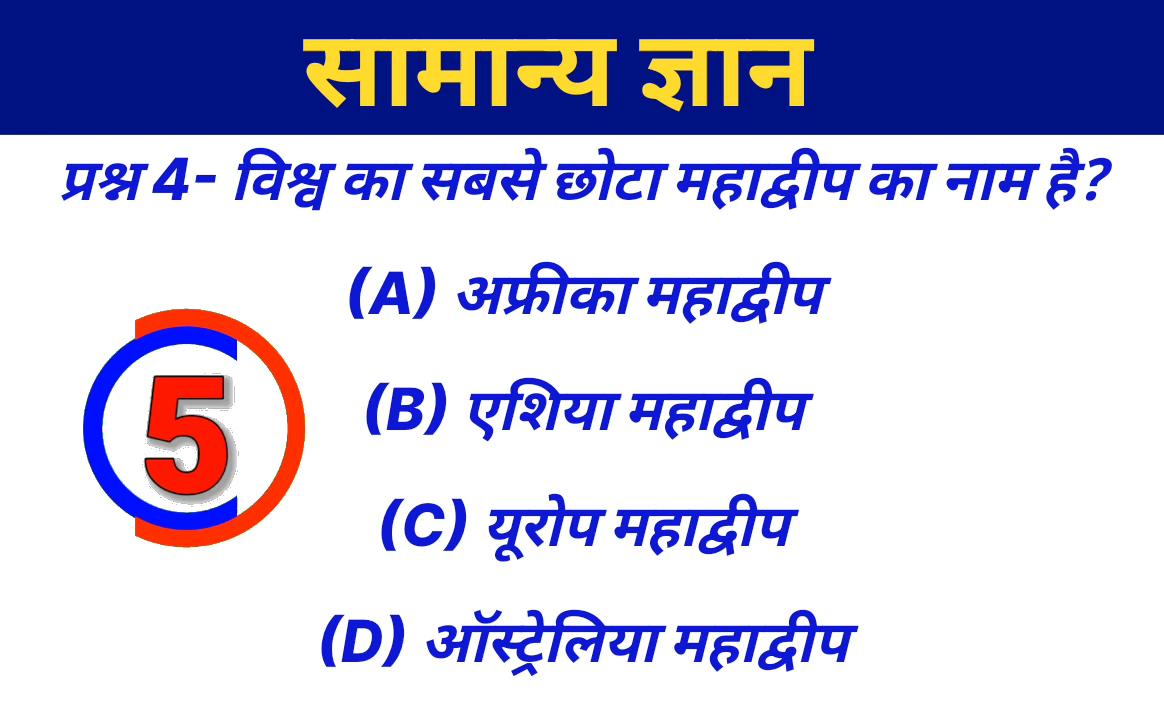 सामान्य ज्ञान
प्रश्न 4- विश्व का सबसे छोटा महाद्वीप का नाम है?
(A) अफ्रीका महाद्वीप
(B) एशिया महाद्वीप
5
(C) यूरोप महाद्वीप
(D) ऑस्ट्रेलिया महाद्वीप